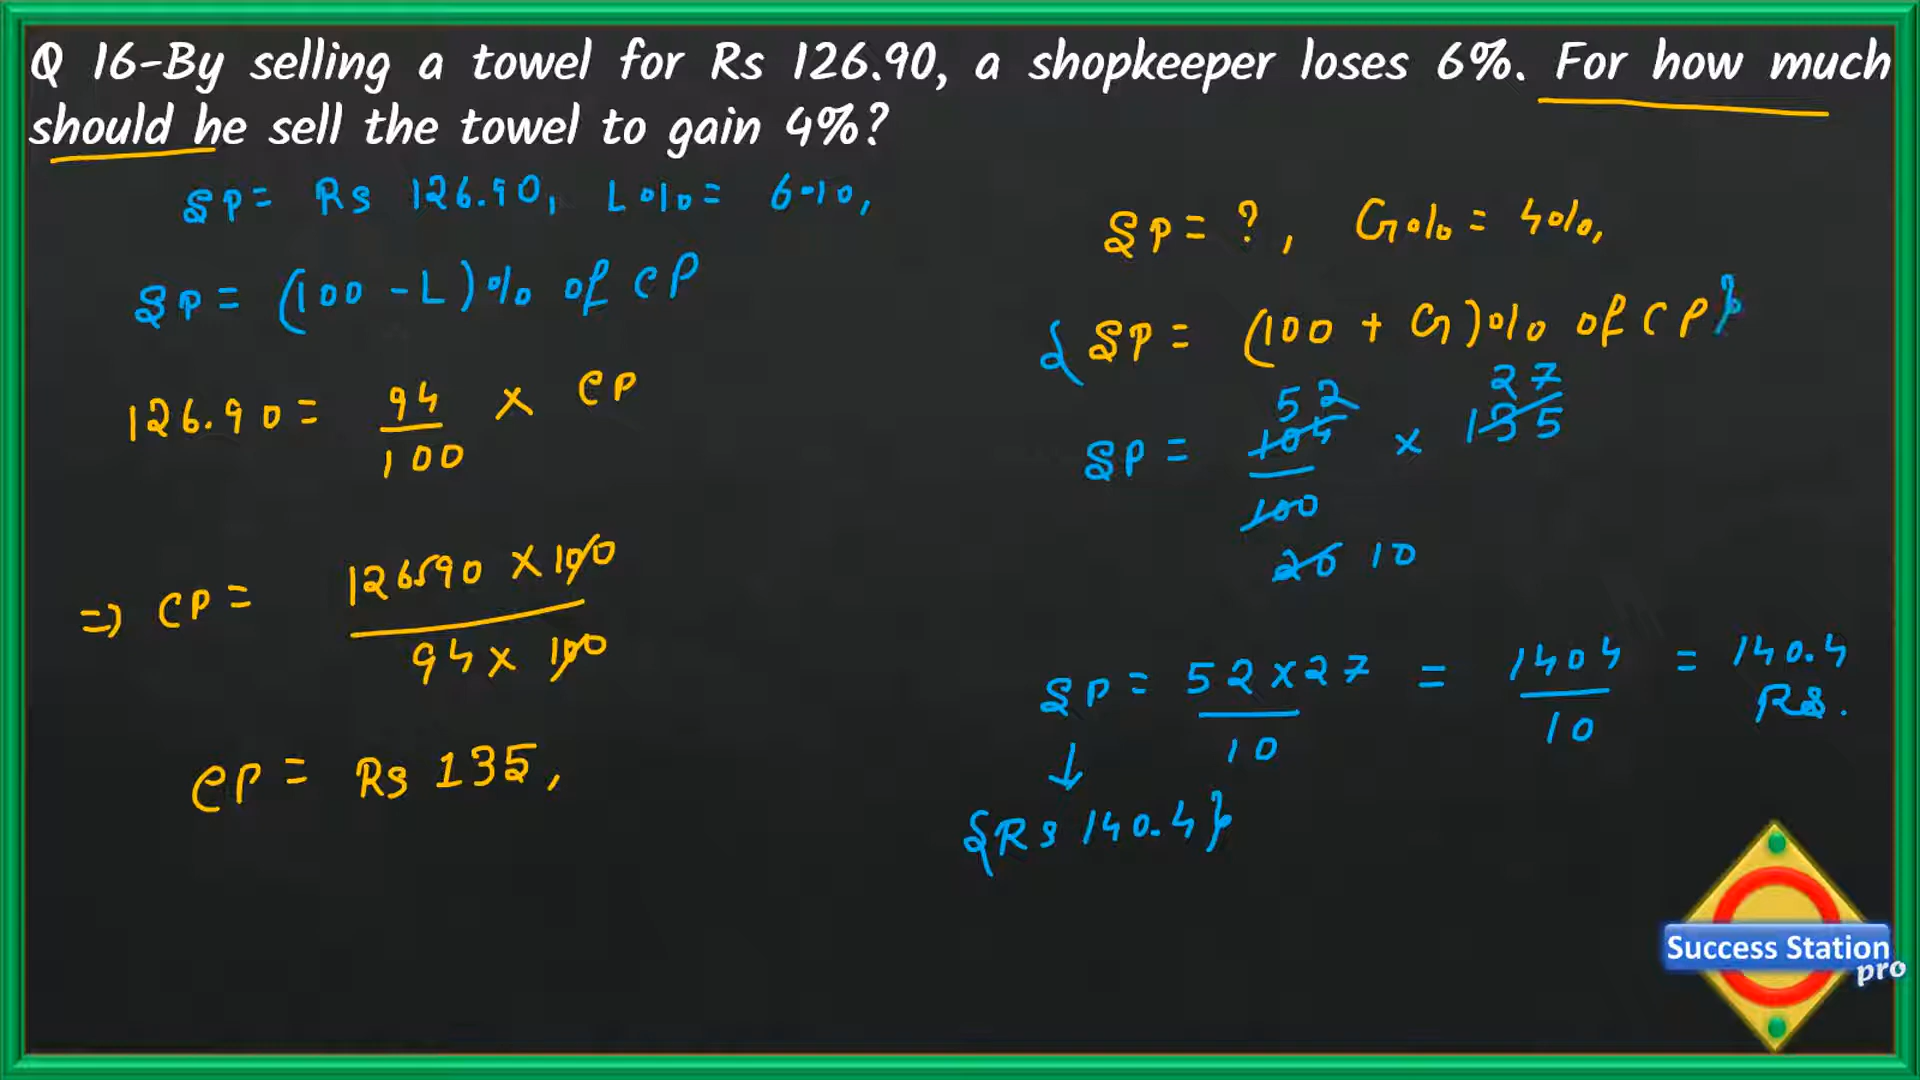 Q 16-By selling a towel for Rs 126.90, a shopkeeper loses 6%. For how much
should he sell the towel to gain 4%?
SP = Rs 126.90, L% = 6%,
SP = (100 - L)% of CP
126.90 = 94/100 × CP
⇒ CP = 12690 × 100 / 94 × 100
CP = Rs 135,
SP = ?, G% = 4%,
{SP = (100 + G)% of CP}
52 27
SP = 104/100 × 135
20 10
SP = 52×27/10 = 1404/10 = 140.4
Rs.
↓
{Rs 140.4}
Success Station
pro